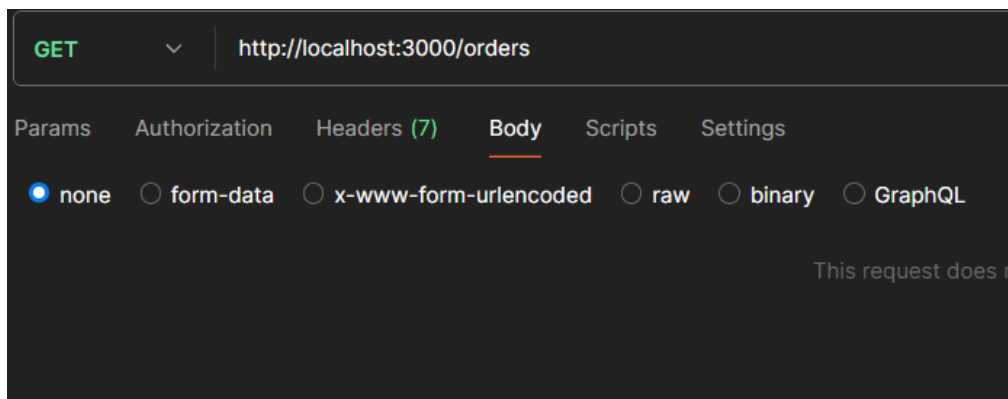 GET http://localhost:3000/orders
Params Authorization Headers (7) Body Scripts Settings
none form-data x-www-form-urlencoded raw binary GraphQL
This request does